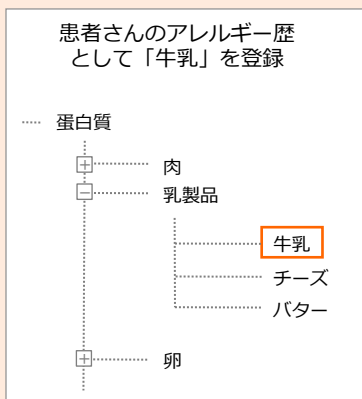 患者さんのアレルギー歴
として「牛乳」を登録
蛋白質
肉
乳製品
牛乳
チーズ
バター
卵